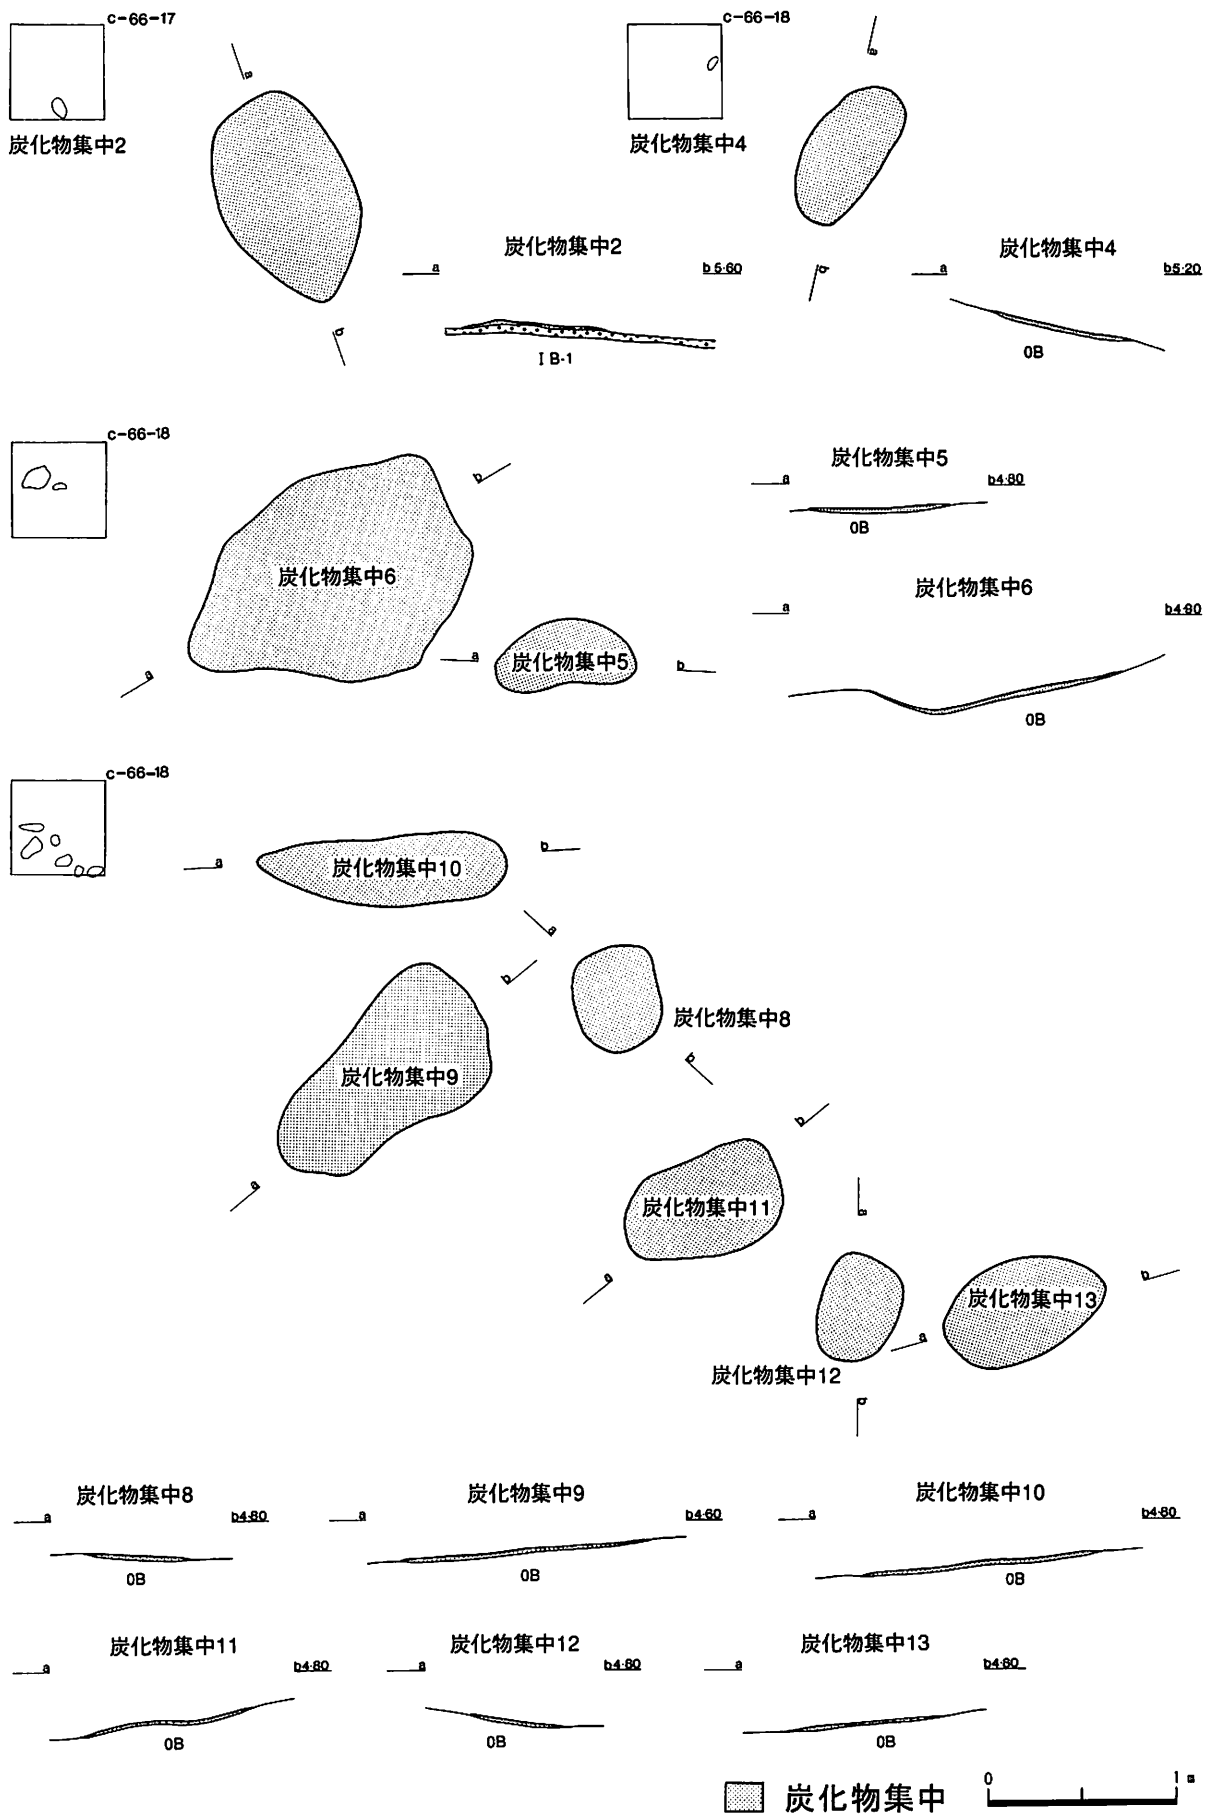 c-66-17
炭化物集中2
a
b
炭化物集中2
a
b5·60
I B-1
c-66-18
炭化物集中4
a
b
炭化物集中4
a
b5·20
0B
c-66-18
炭化物集中6
a
b
炭化物集中5
a
b
炭化物集中5
a
b4·80
0B
炭化物集中6
a
b4·80
0B
c-66-18
炭化物集中10
a
b
炭化物集中8
a
b
炭化物集中9
a
b
炭化物集中11
a
b
炭化物集中12
a
b
炭化物集中13
a
b
炭化物集中8
a
b4·80
0B
炭化物集中9
a
b4·60
0B
炭化物集中10
a
b4·80
0B
炭化物集中11
a
b4·80
0B
炭化物集中12
a
b4·60
0B
炭化物集中13
a
b4·60
0B
炭化物集中
0
1 m